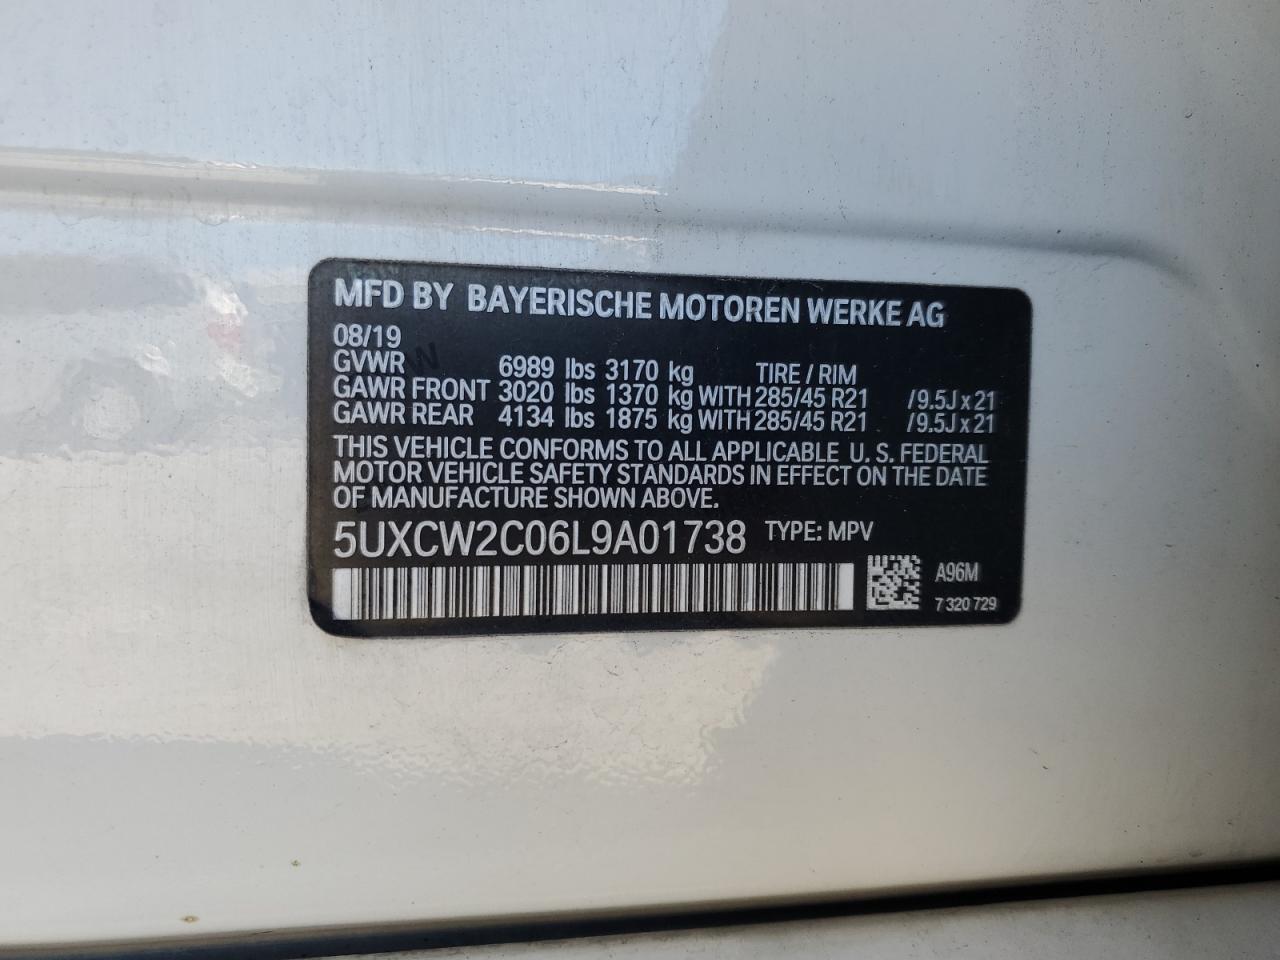 MFD BY BAYERISCHE MOTOREN WERKE AG
08/19
GVWR 6989 lbs 3170 kg TIRE / RIM
GAWR FRONT 3020 lbs 1370 kg WITH 285/45 R21 /9.5J x 21
GAWR REAR 4134 lbs 1875 kg WITH 285/45 R21 /9.5J x 21
THIS VEHICLE CONFORMS TO ALL APPLICABLE U. S. FEDERAL
MOTOR VEHICLE SAFETY STANDARDS IN EFFECT ON THE DATE
OF MANUFACTURE SHOWN ABOVE.
5UXCW2C06L9A01738 TYPE: MPV
A96M
7 320 729